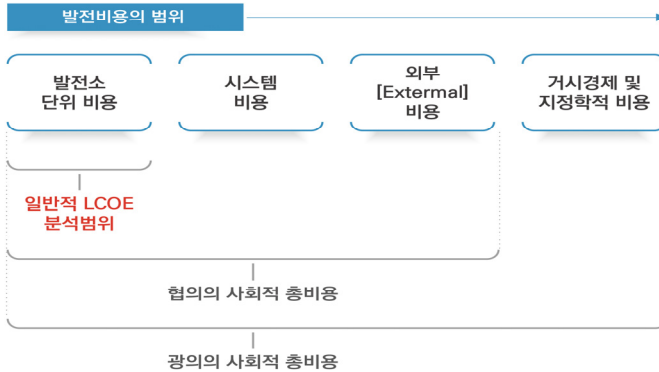 발전비용의 범위
발전소
단위 비용
시스템
비용
외부
[Extermal]
비용
거시경제 및
지정학적 비용
일반적 LCOE
분석범위
협의의 사회적 총비용
광의의 사회적 총비용